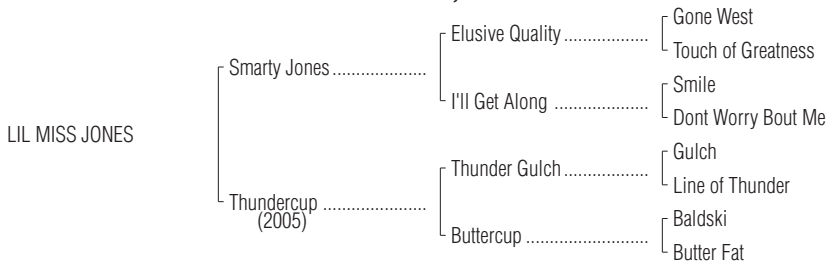 Gone West
Elusive Quality ..................
Touch of Greatness
Smarty Jones ....................
Smile
I'll Get Along ....................
Dont Worry Bout Me
LIL MISS JONES
Gulch
Thunder Gulch ..................
Line of Thunder
Thundercup ......................
(2005)
Baldski
Buttercup ..........................
Butter Fat